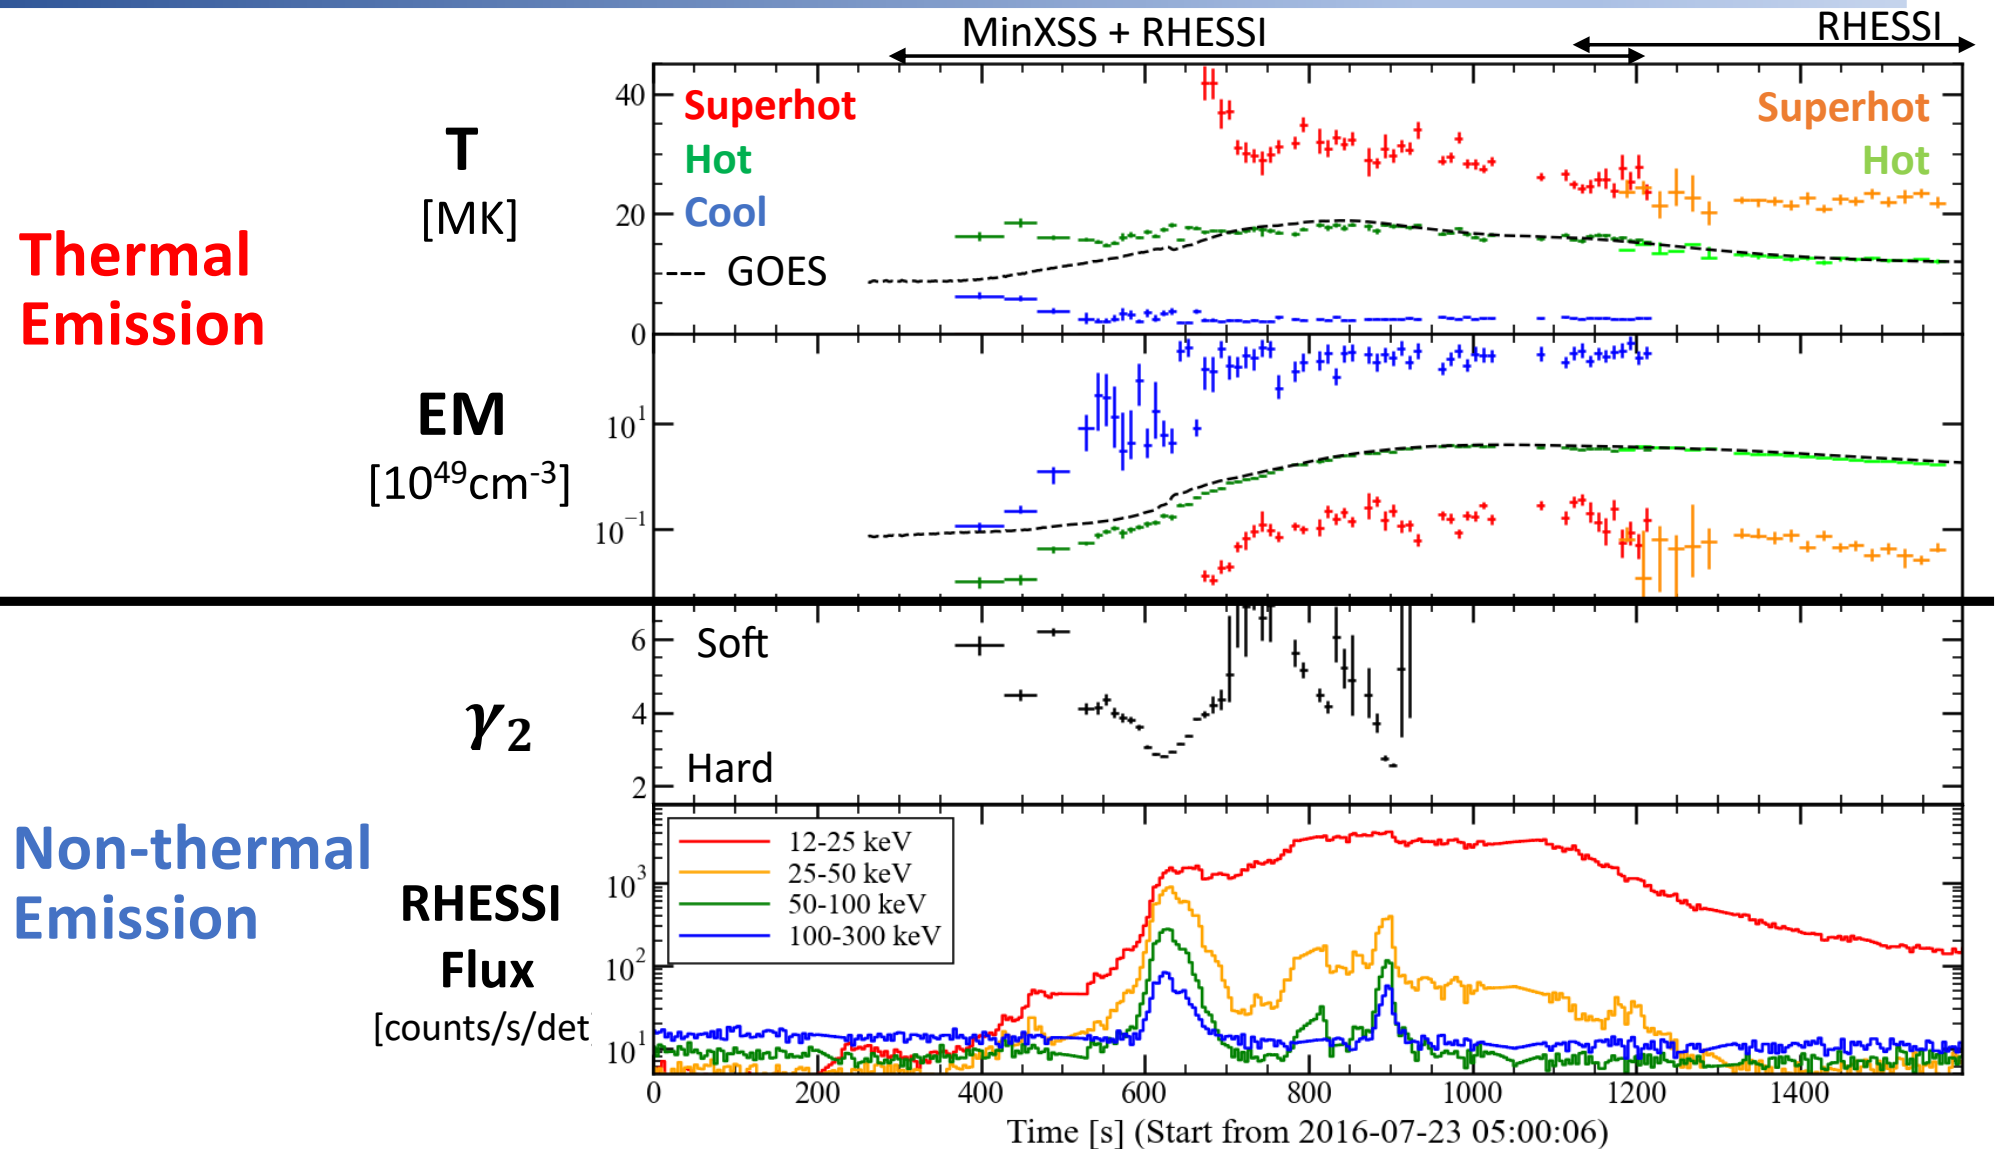 MinXSS + RHESSI
RHESSI
Thermal
Emission
T
[MK]
40
20
0
Superhot
Hot
Cool
--- GOES
Superhot
Hot
EM
[10⁴⁹cm⁻³]
10¹
10⁻¹
Non-thermal
Emission
γ₂
6
4
2
Soft
Hard
RHESSI
Flux
[counts/s/det
10³
10²
10¹
12-25 keV
25-50 keV
50-100 keV
100-300 keV
0 200 400 600 800 1000 1200 1400
Time [s] (Start from 2016-07-23 05:00:06)